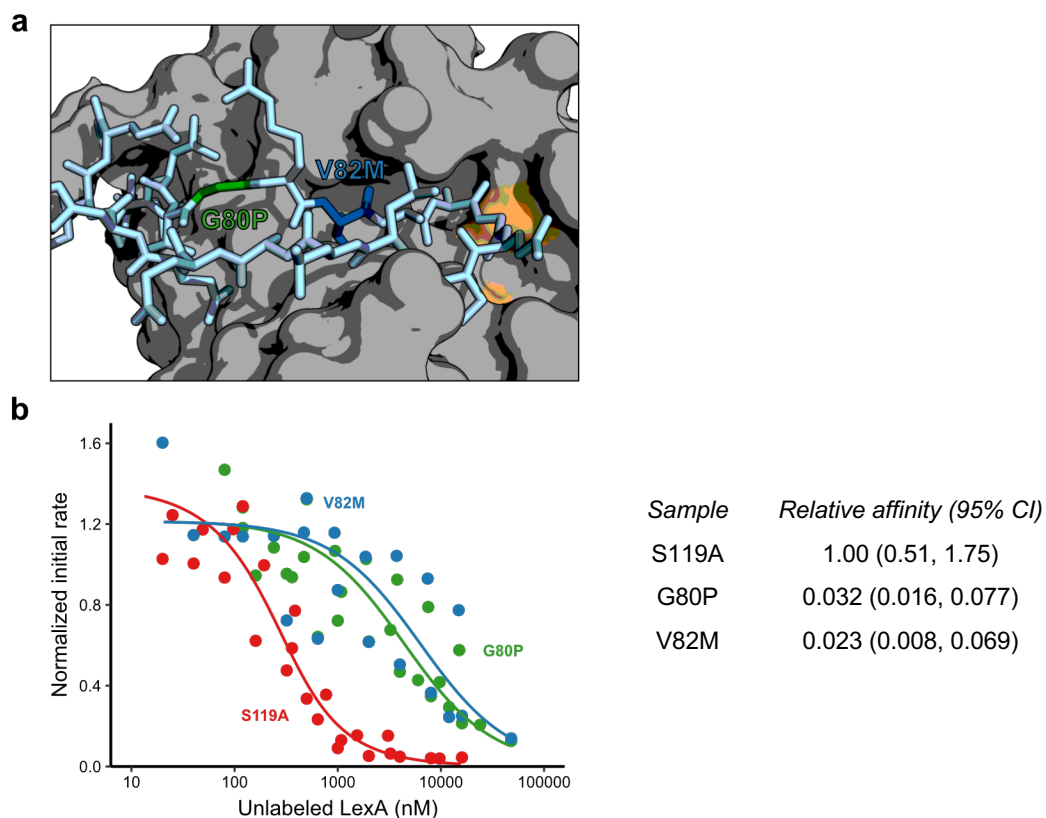 a
V82M
G80P
b
Normalized initial rate
1.6
1.2
0.8
0.4
0.0
V82M
G80P
S119A
10 100 1000 10000 100000
Unlabeled LexA (nM)
Sample Relative affinity (95% CI)
S119A 1.00 (0.51, 1.75)
G80P 0.032 (0.016, 0.077)
V82M 0.023 (0.008, 0.069)